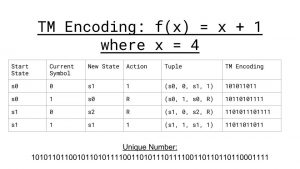 TM Encoding: f(x) = x + 1
where x = 4
Start State	Current Symbol	New State	Action	Tuple	TM Encoding
s0	0	s1	1	(s0, 0, s1, 1)	101011011
s0	1	s0	R	(s0, 1, s0, R)	10110101111
s1	0	s2	R	(s1, 0, s2, R)	1101011101111
s1	1	s1	1	(s1, 1, s1, 1)	11011011011
Unique Number: